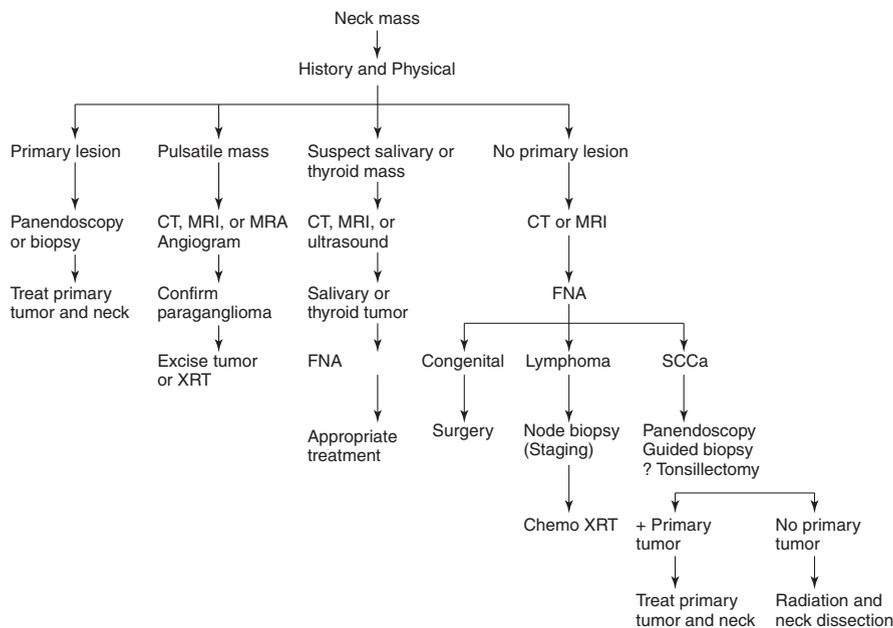 Neck mass
History and Physical
Primary lesion
Pulsatile mass
Suspect salivary or
thyroid mass
No primary lesion
Panendoscopy
or biopsy
CT, MRI, or MRA
Angiogram
CT, MRI, or
ultrasound
CT or MRI
Treat primary
tumor and neck
Confirm
paraganglioma
Salivary or
thyroid tumor
FNA
Excise tumor
or XRT
FNA
Congenital
Lymphoma
SCCa
Appropriate
treatment
Surgery
Node biopsy
(Staging)
Panendoscopy
Guided biopsy
? Tonsillectomy
Chemo XRT
+ Primary
tumor
No primary
tumor
Treat primary
tumor and neck
Radiation and
neck dissection